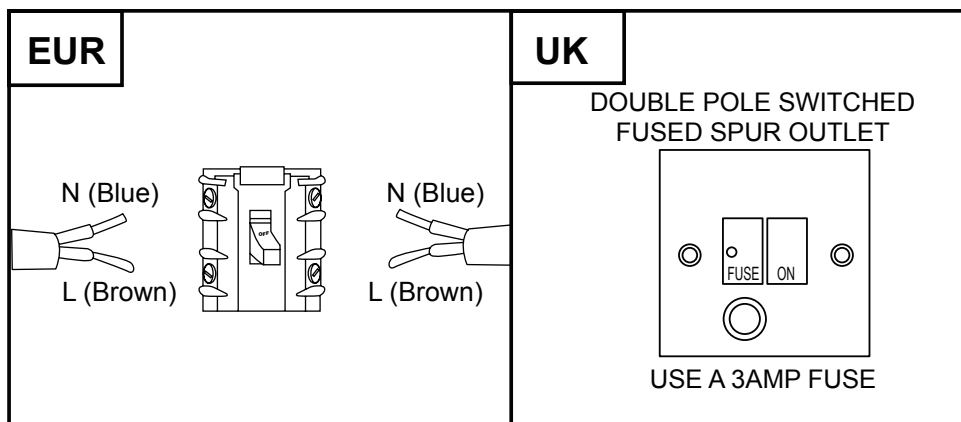 EUR
N (Blue)
L (Brown)
OFF
N (Blue)
L (Brown)
UK
DOUBLE POLE SWITCHED
FUSED SPUR OUTLET
FUSE
ON
USE A 3AMP FUSE